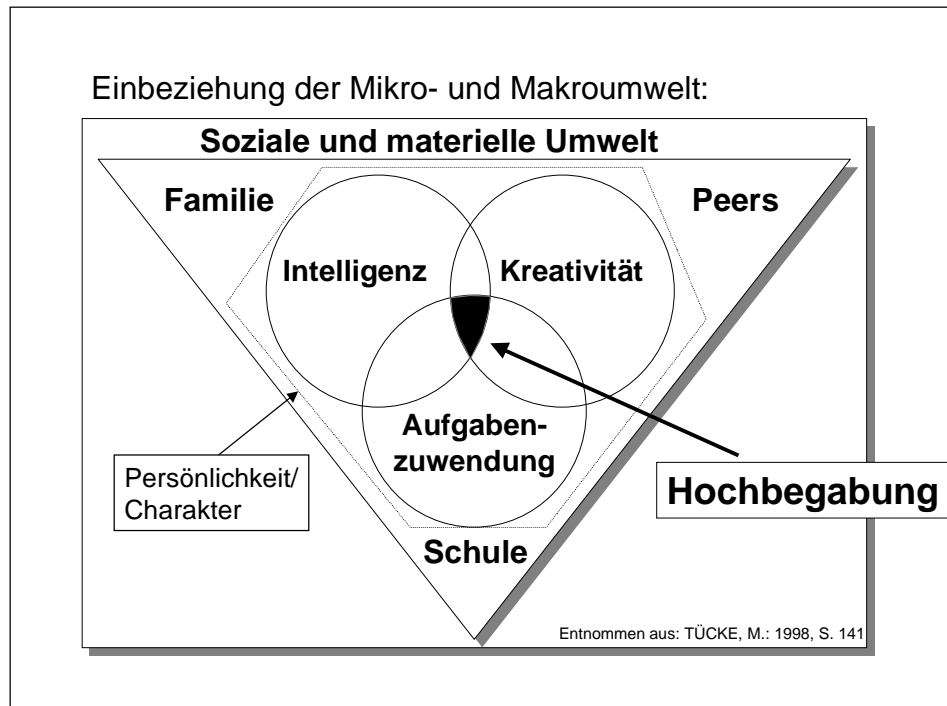 Einbeziehung der Mikro- und Makroumwelt:
Soziale und materielle Umwelt
Familie
Peers
Intelligenz
Kreativität
Aufgaben-
zuwendung
Persönlichkeit/
Charakter
Hochbegabung
Schule
Entnommen aus: TÜCKE, M.: 1998, S. 141